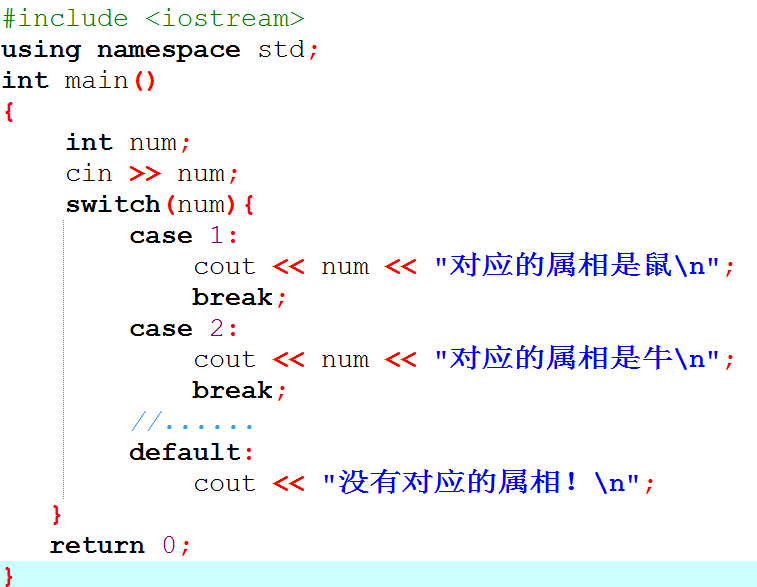 #include <iostream>
using namespace std;
int main()
{
    int num;
    cin >> num;
    switch(num){
        case 1:
            cout << num << "对应的属相是鼠\n";
            break;
        case 2:
            cout << num << "对应的属相是牛\n";
            break;
        //......
        default:
            cout << "没有对应的属相！\n";
    }
   return 0;
}